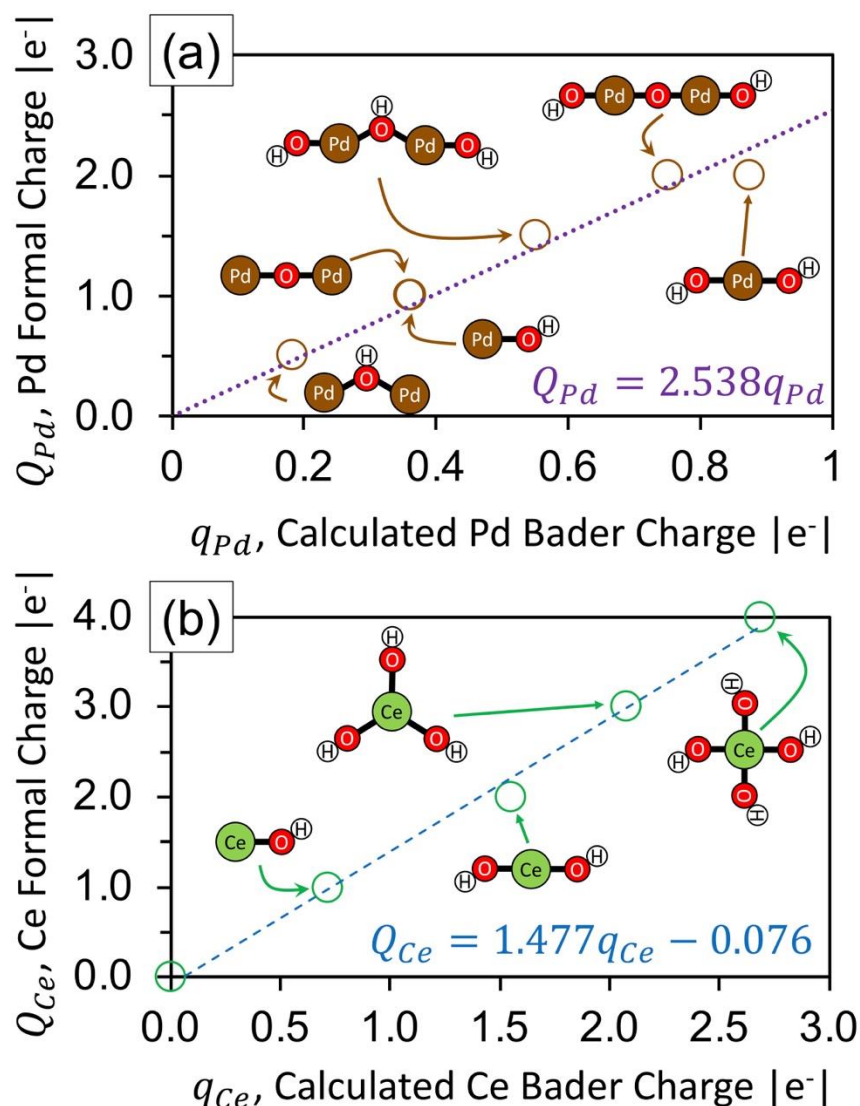 (a)
Q_Pd, Pd Formal Charge |e⁻|
3.0
2.0
1.0
0.0
H
H O Pd O Pd O
H
O Pd O Pd O
H H
Pd O Pd
Pd O H
H
Pd O Pd
O Pd O H
H
Q_Pd = 2.538q_Pd
0 0.2 0.4 0.6 0.8 1
q_Pd, Calculated Pd Bader Charge |e⁻|
(b)
Q_Ce, Ce Formal Charge |e⁻|
4.0
3.0
2.0
1.0
0.0
H
O
Ce
H O O H
Ce O H
H O Ce O H
H
O
H O Ce O H
O
H
Q_Ce = 1.477q_Ce − 0.076
0.0 0.5 1.0 1.5 2.0 2.5 3.0
q_Ce, Calculated Ce Bader Charge |e⁻|